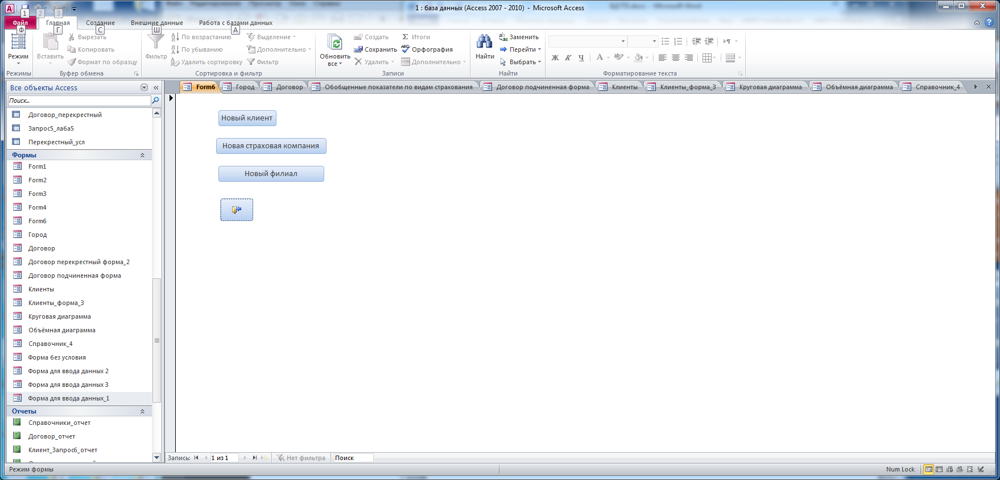 1 : база данных (Access 2007 - 2010) - Microsoft Access
1 2 3
Файл Главная Создание Внешние данные Работа с базами данных
Ф Г С Ш А
Режим
Режимы
Вставить
Вырезать
Копировать
Формат по образцу
Буфер обмена
Фильтр
По возрастанию
По убыванию
Удалить сортировку
Выделение
Дополнительно
Фильтр
Сортировка и фильтр
Обновить
все
Создать
Сохранить
Удалить
Итоги
Орфография
Дополнительно
Записи
Найти
Заменить
Перейти
Выбрать
Найти
Ж К Ч
Форматирование текста
Все объекты Access
Поиск...
Договор_перекрестный
Запрос5_лаба5
Перекрестный_усл
Формы
Form1
Form2
Form3
Form4
Form6
Город
Договор
Договор перекрестный форма_2
Договор подчиненная форма
Клиенты
Клиенты_форма_3
Круговая диаграмма
Объёмная диаграмма
Справочник_4
Форма без условия
Форма для ввода данных 2
Форма для ввода данных 3
Форма для ввода данных_1
Отчеты
Справочники_отчет
Договор_отчет
Клиент_Запрос6_отчет
Form6 Город Договор Обобщенные показатели по видам страхования Договор подчиненная форма Клиенты Клиенты_форма_3 Круговая диаграмма Объёмная диаграмма Справочник_4
Новый клиент
Новая страховая компания
Новый филиал
Запись: 1 из 1 Нет фильтра Поиск
Режим формы
Num Lock